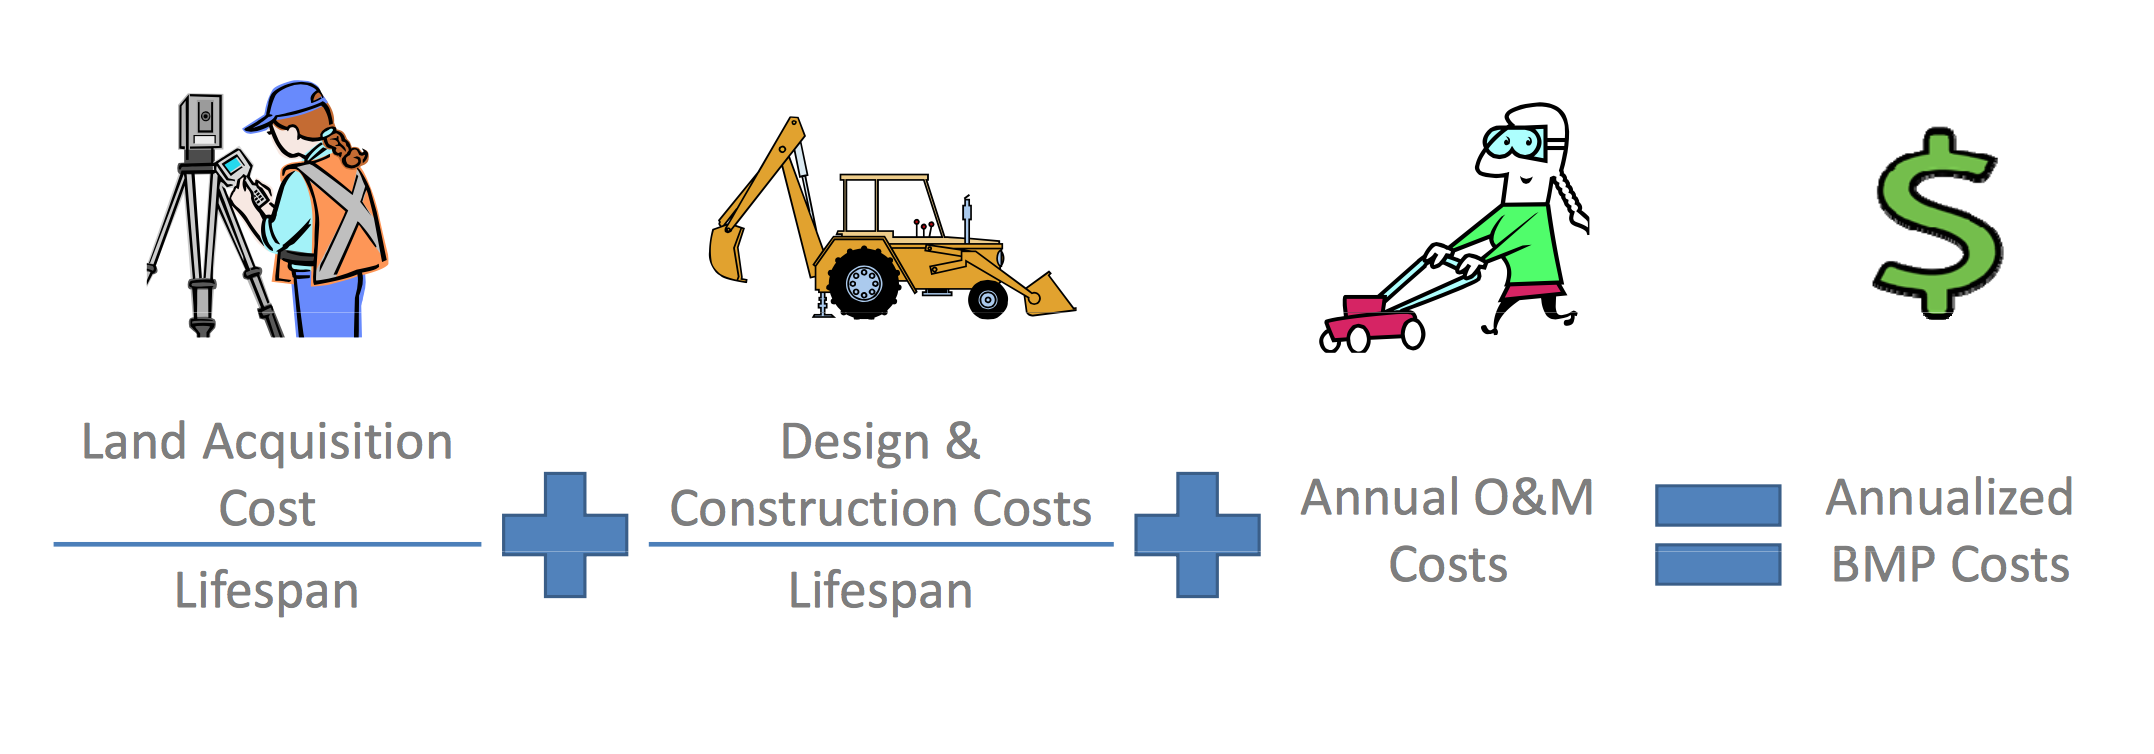 Land Acquisition
Cost
Lifespan
Design &
Construction Costs
Lifespan
Annual O&M
Costs
Annualized
BMP Costs